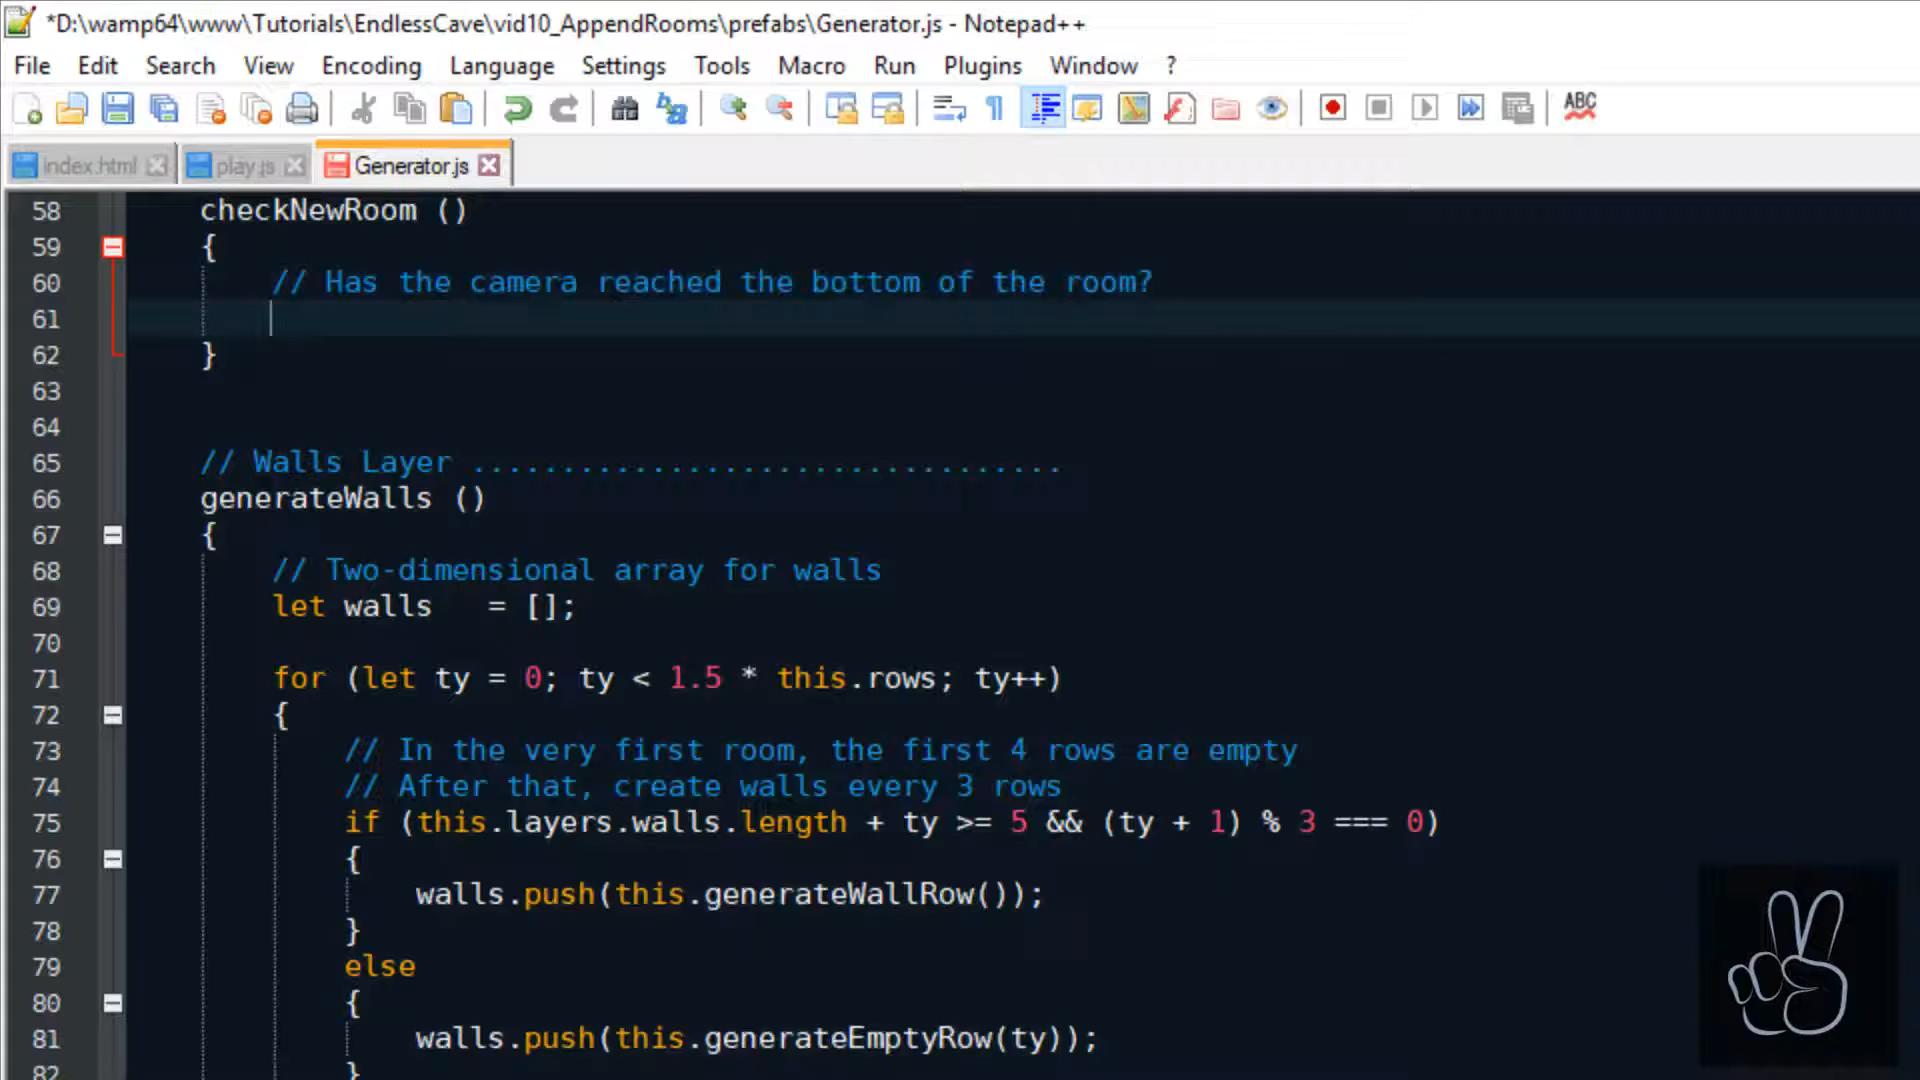 *D:\wamp64\www\Tutorials\EndlessCave\vid10_AppendRooms\prefabs\Generator.js - Notepad++
File Edit Search View Encoding Language Settings Tools Macro Run Plugins Window ?
ABC
index.html play.js Generator.js
58 checkNewRoom ()
59 {
60 // Has the camera reached the bottom of the room?
61
62 }
63
64
65 // Walls Layer .................................
66 generateWalls ()
67 {
68 // Two-dimensional array for walls
69 let walls = [];
70
71 for (let ty = 0; ty < 1.5 * this.rows; ty++)
72 {
73 // In the very first room, the first 4 rows are empty
74 // After that, create walls every 3 rows
75 if (this.layers.walls.length + ty >= 5 && (ty + 1) % 3 === 0)
76 {
77 walls.push(this.generateWallRow());
78 }
79 else
80 {
81 walls.push(this.generateEmptyRow(ty));
82 }